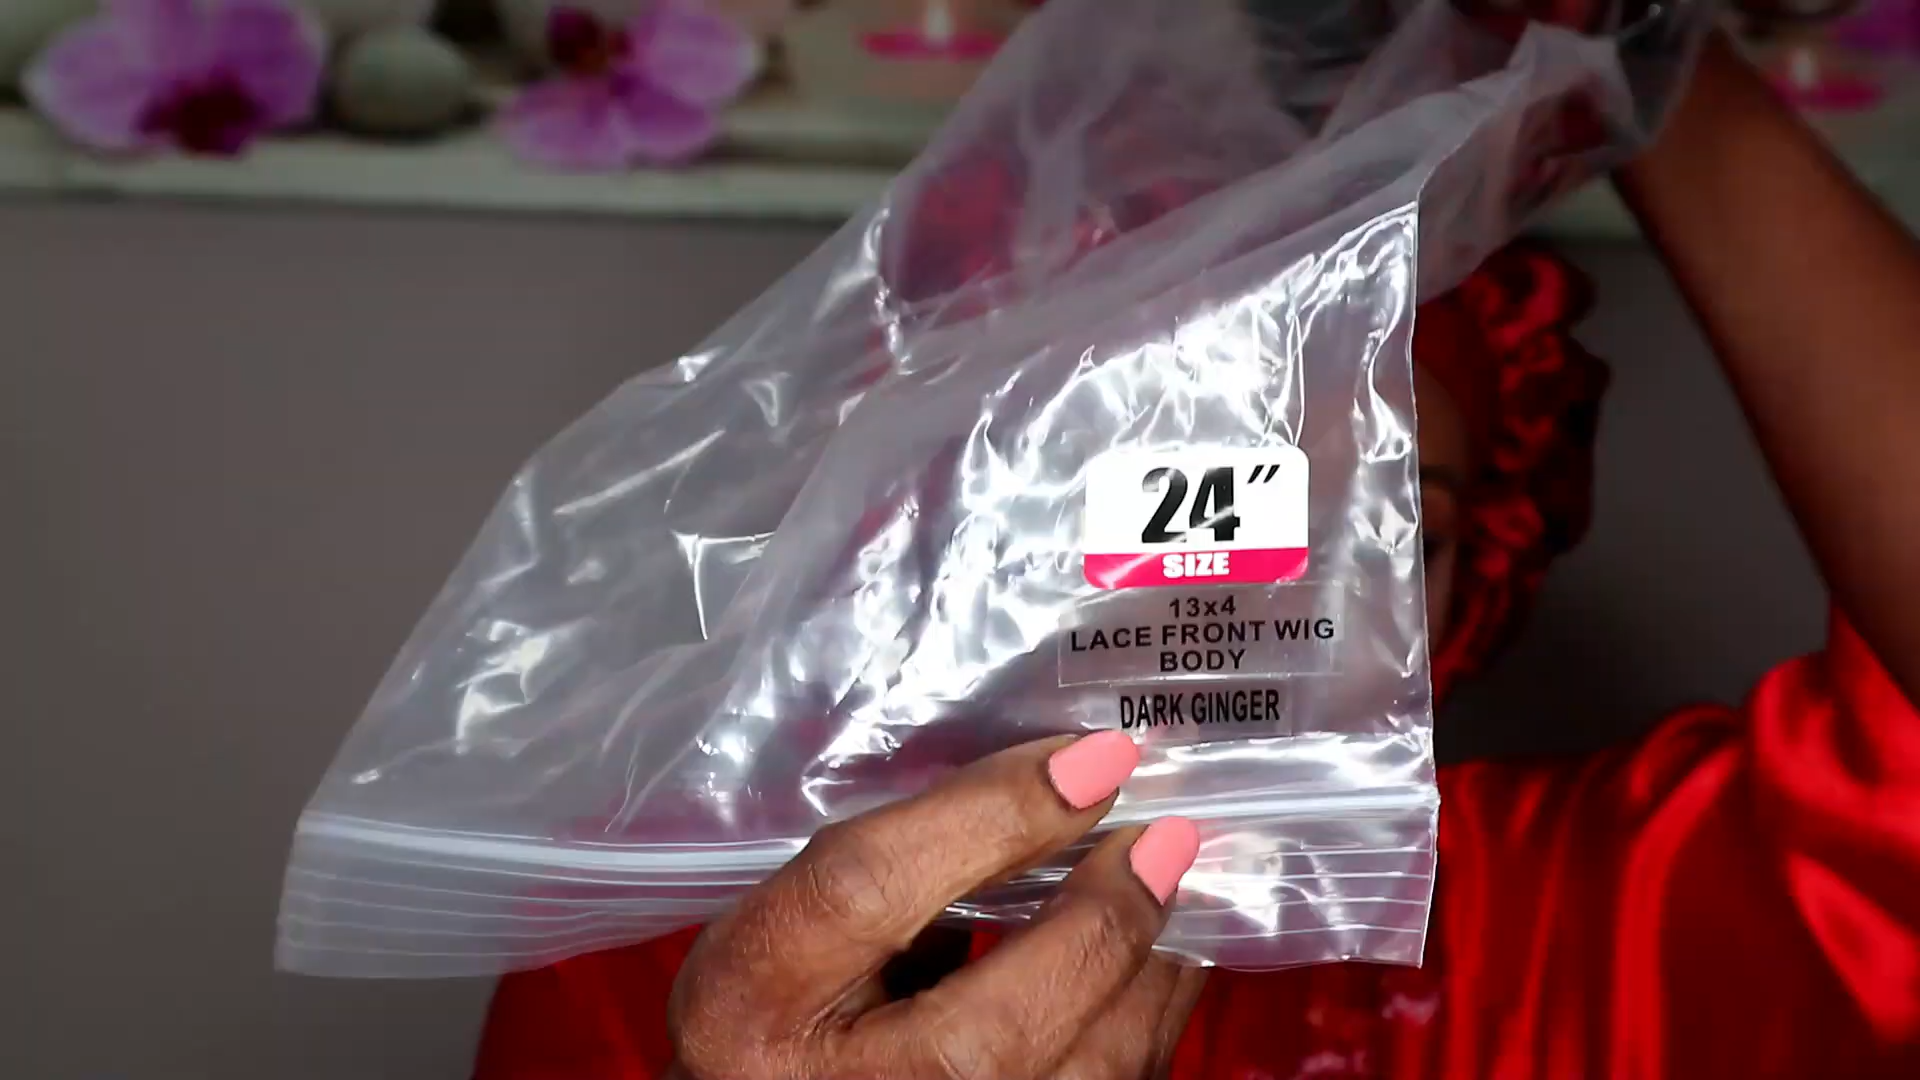 24"
SIZE
13x4
LACE FRONT WIG
BODY
DARK GINGER